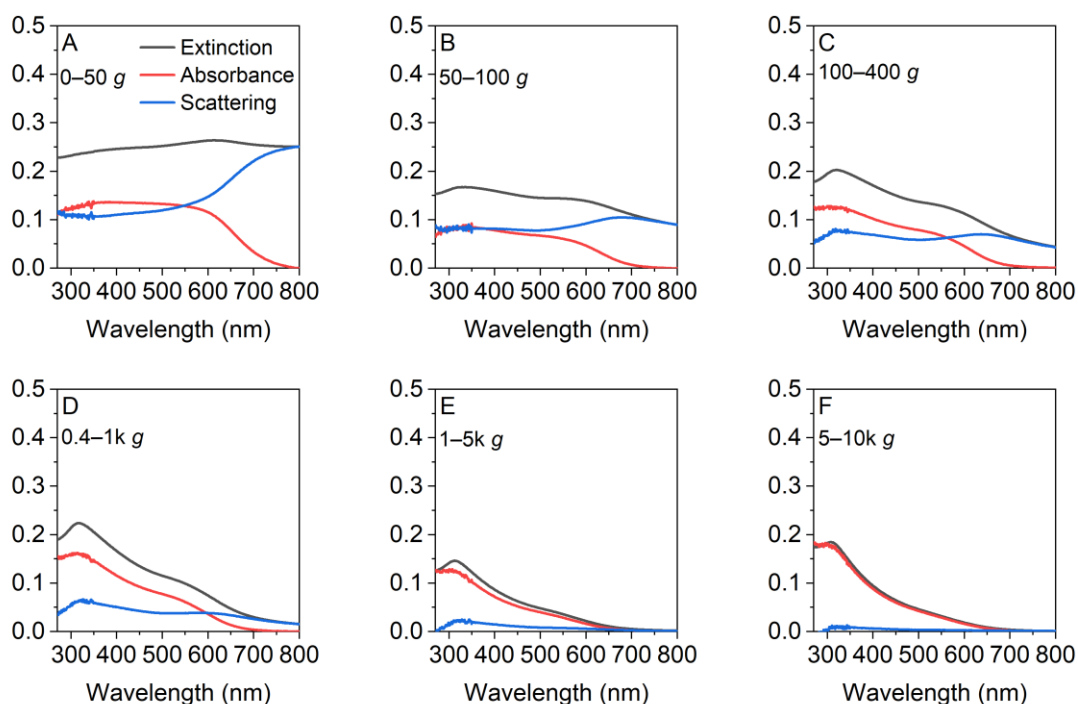 A
0–50 g
Extinction
Absorbance
Scattering
0.5
0.4
0.3
0.2
0.1
0.0
300 400 500 600 700 800
Wavelength (nm)
B
50–100 g
0.5
0.4
0.3
0.2
0.1
0.0
300 400 500 600 700 800
Wavelength (nm)
C
100–400 g
0.5
0.4
0.3
0.2
0.1
0.0
300 400 500 600 700 800
Wavelength (nm)
D
0.4–1k g
0.5
0.4
0.3
0.2
0.1
0.0
300 400 500 600 700 800
Wavelength (nm)
E
1–5k g
0.5
0.4
0.3
0.2
0.1
0.0
300 400 500 600 700 800
Wavelength (nm)
F
5–10k g
0.5
0.4
0.3
0.2
0.1
0.0
300 400 500 600 700 800
Wavelength (nm)